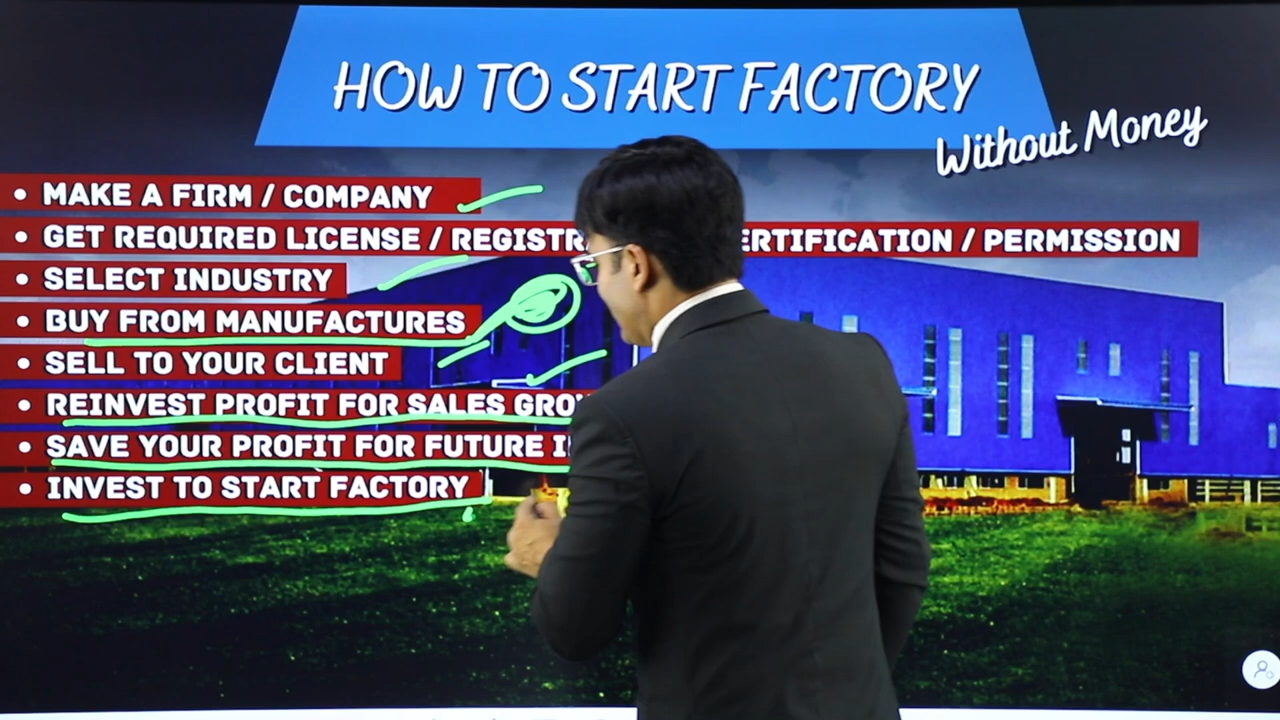 HOW TO START FACTORY
Without Money
• MAKE A FIRM / COMPANY
• GET REQUIRED LICENSE / REGISTR ERTIFICATION / PERMISSION
• SELECT INDUSTRY
• BUY FROM MANUFACTURES
• SELL TO YOUR CLIENT
• REINVEST PROFIT FOR SALES GRO
• SAVE YOUR PROFIT FOR FUTURE
• INVEST TO START FACTORY